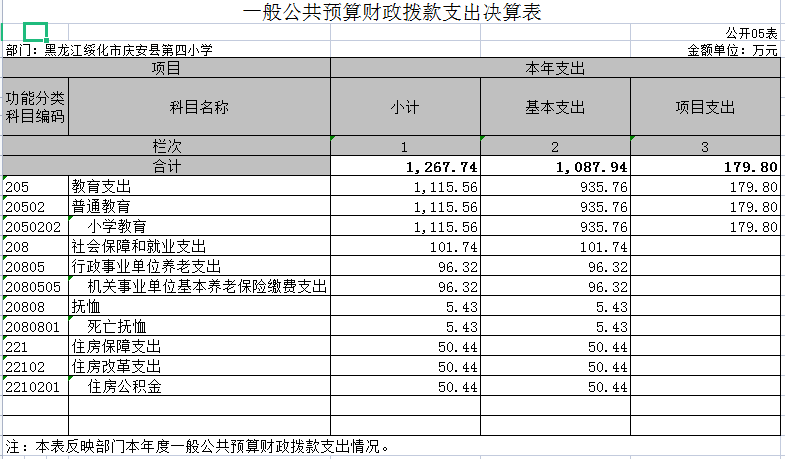 一般公共预算财政拨款支出决算表
公开05表
部门：黑龙江绥化市庆安县第四小学 金额单位：万元
项目 本年支出
功能分类科目编码 科目名称 小计 基本支出 项目支出
栏次 1 2 3
合计 1,267.74 1,087.94 179.80
205 教育支出 1,115.56 935.76 179.80
20502 普通教育 1,115.56 935.76 179.80
2050202 小学教育 1,115.56 935.76 179.80
208 社会保障和就业支出 101.74 101.74
20805 行政事业单位养老支出 96.32 96.32
2080505 机关事业单位基本养老保险缴费支出 96.32 96.32
20808 抚恤 5.43 5.43
2080801 死亡抚恤 5.43 5.43
221 住房保障支出 50.44 50.44
22102 住房改革支出 50.44 50.44
2210201 住房公积金 50.44 50.44
注：本表反映部门本年度一般公共预算财政拨款支出情况。